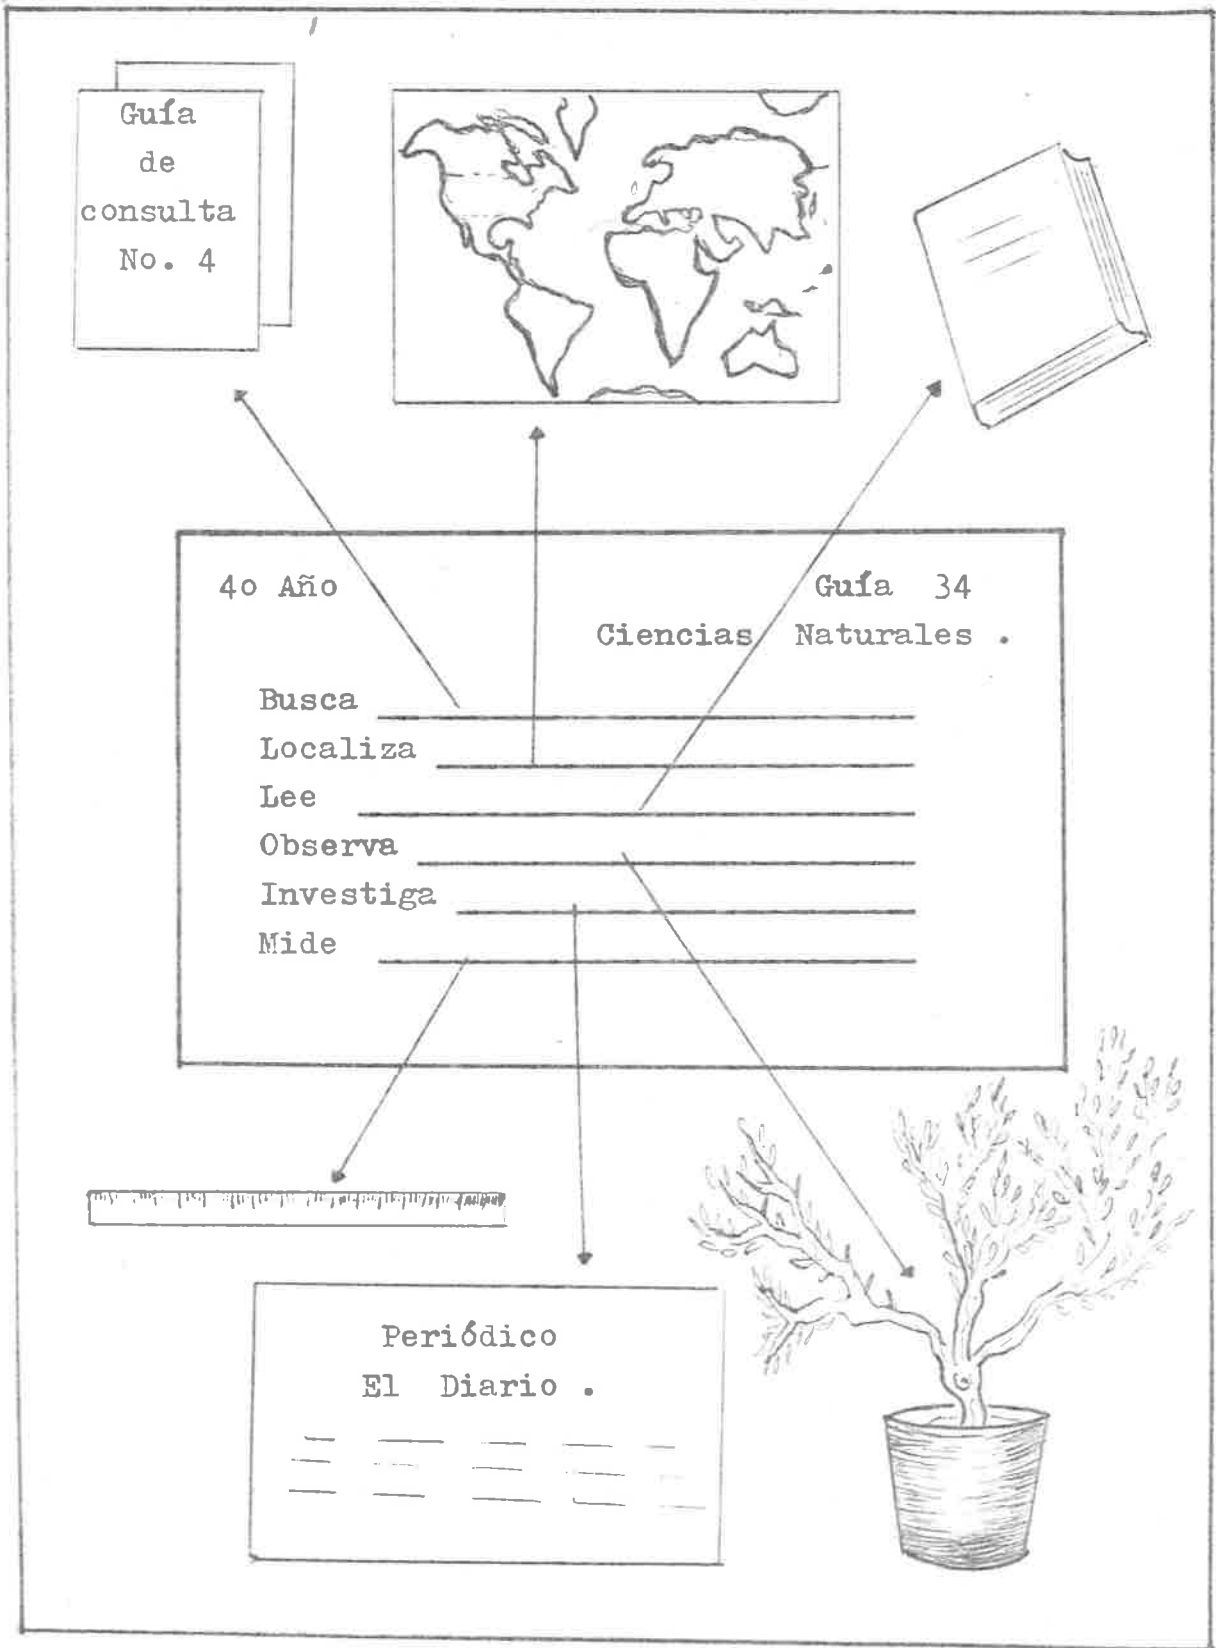 Guía
de
consulta
No. 4
4o Año Guía 34
Ciencias Naturales .
Busca
Localiza
Lee
Observa
Investiga
Mide
Periódico
El Diario .